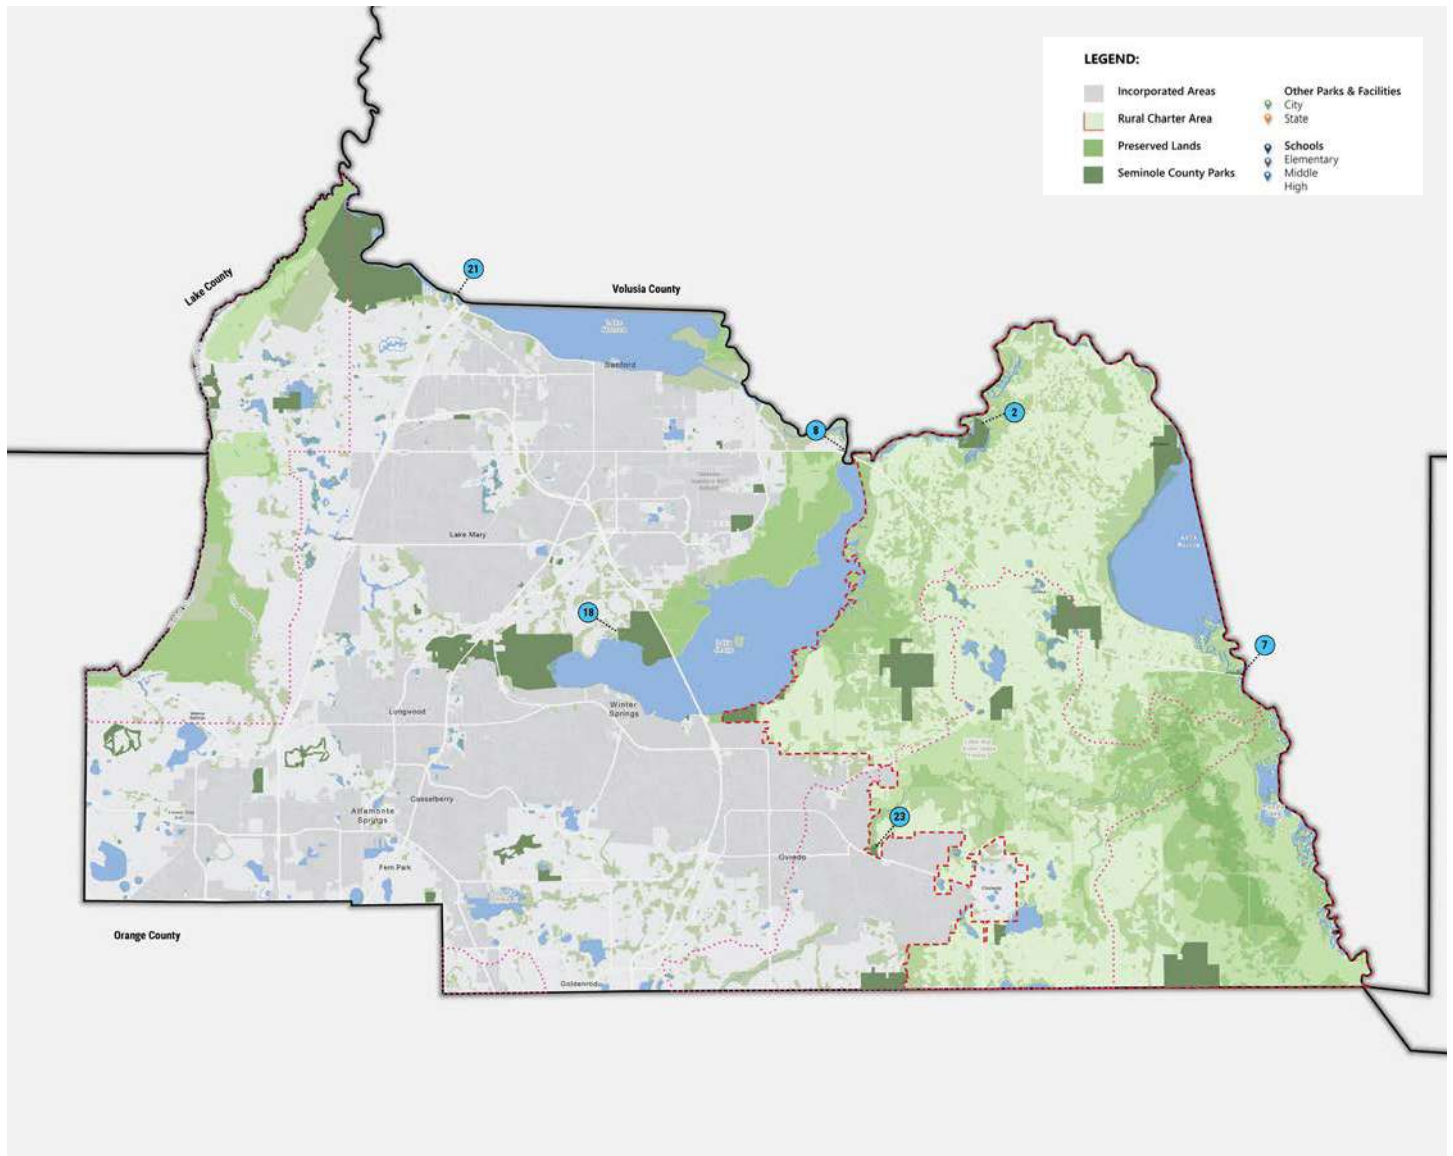 LEGEND:
Incorporated Areas
Rural Charter Area
Preserved Lands
Seminole County Parks
Other Parks & Facilities
City
State
Schools
Elementary
Middle
High
Lake County
21
Volusia County
Sanford
2
8
Lake Mary
18
7
Longwood
Winter
Springs
Casselberry
Altamonte
Springs
23
Oviedo
Fern Park
Orange County
Goldenrod